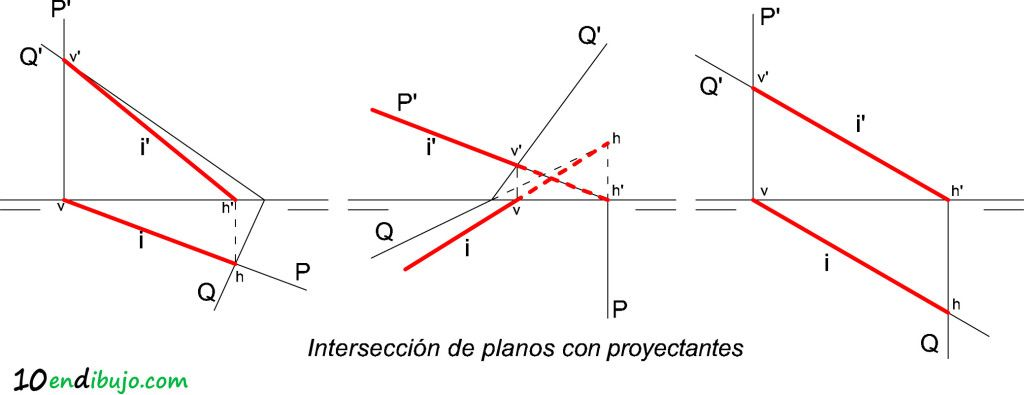 P'
Q'
v'
i'
v
h'
i
h
Q
P
Q'
P'
i'
v'
h
h'
v
Q
i
P
P'
Q'
v'
i'
v
h'
i
h
Q
Intersección de planos con proyectantes
10endibujo.com